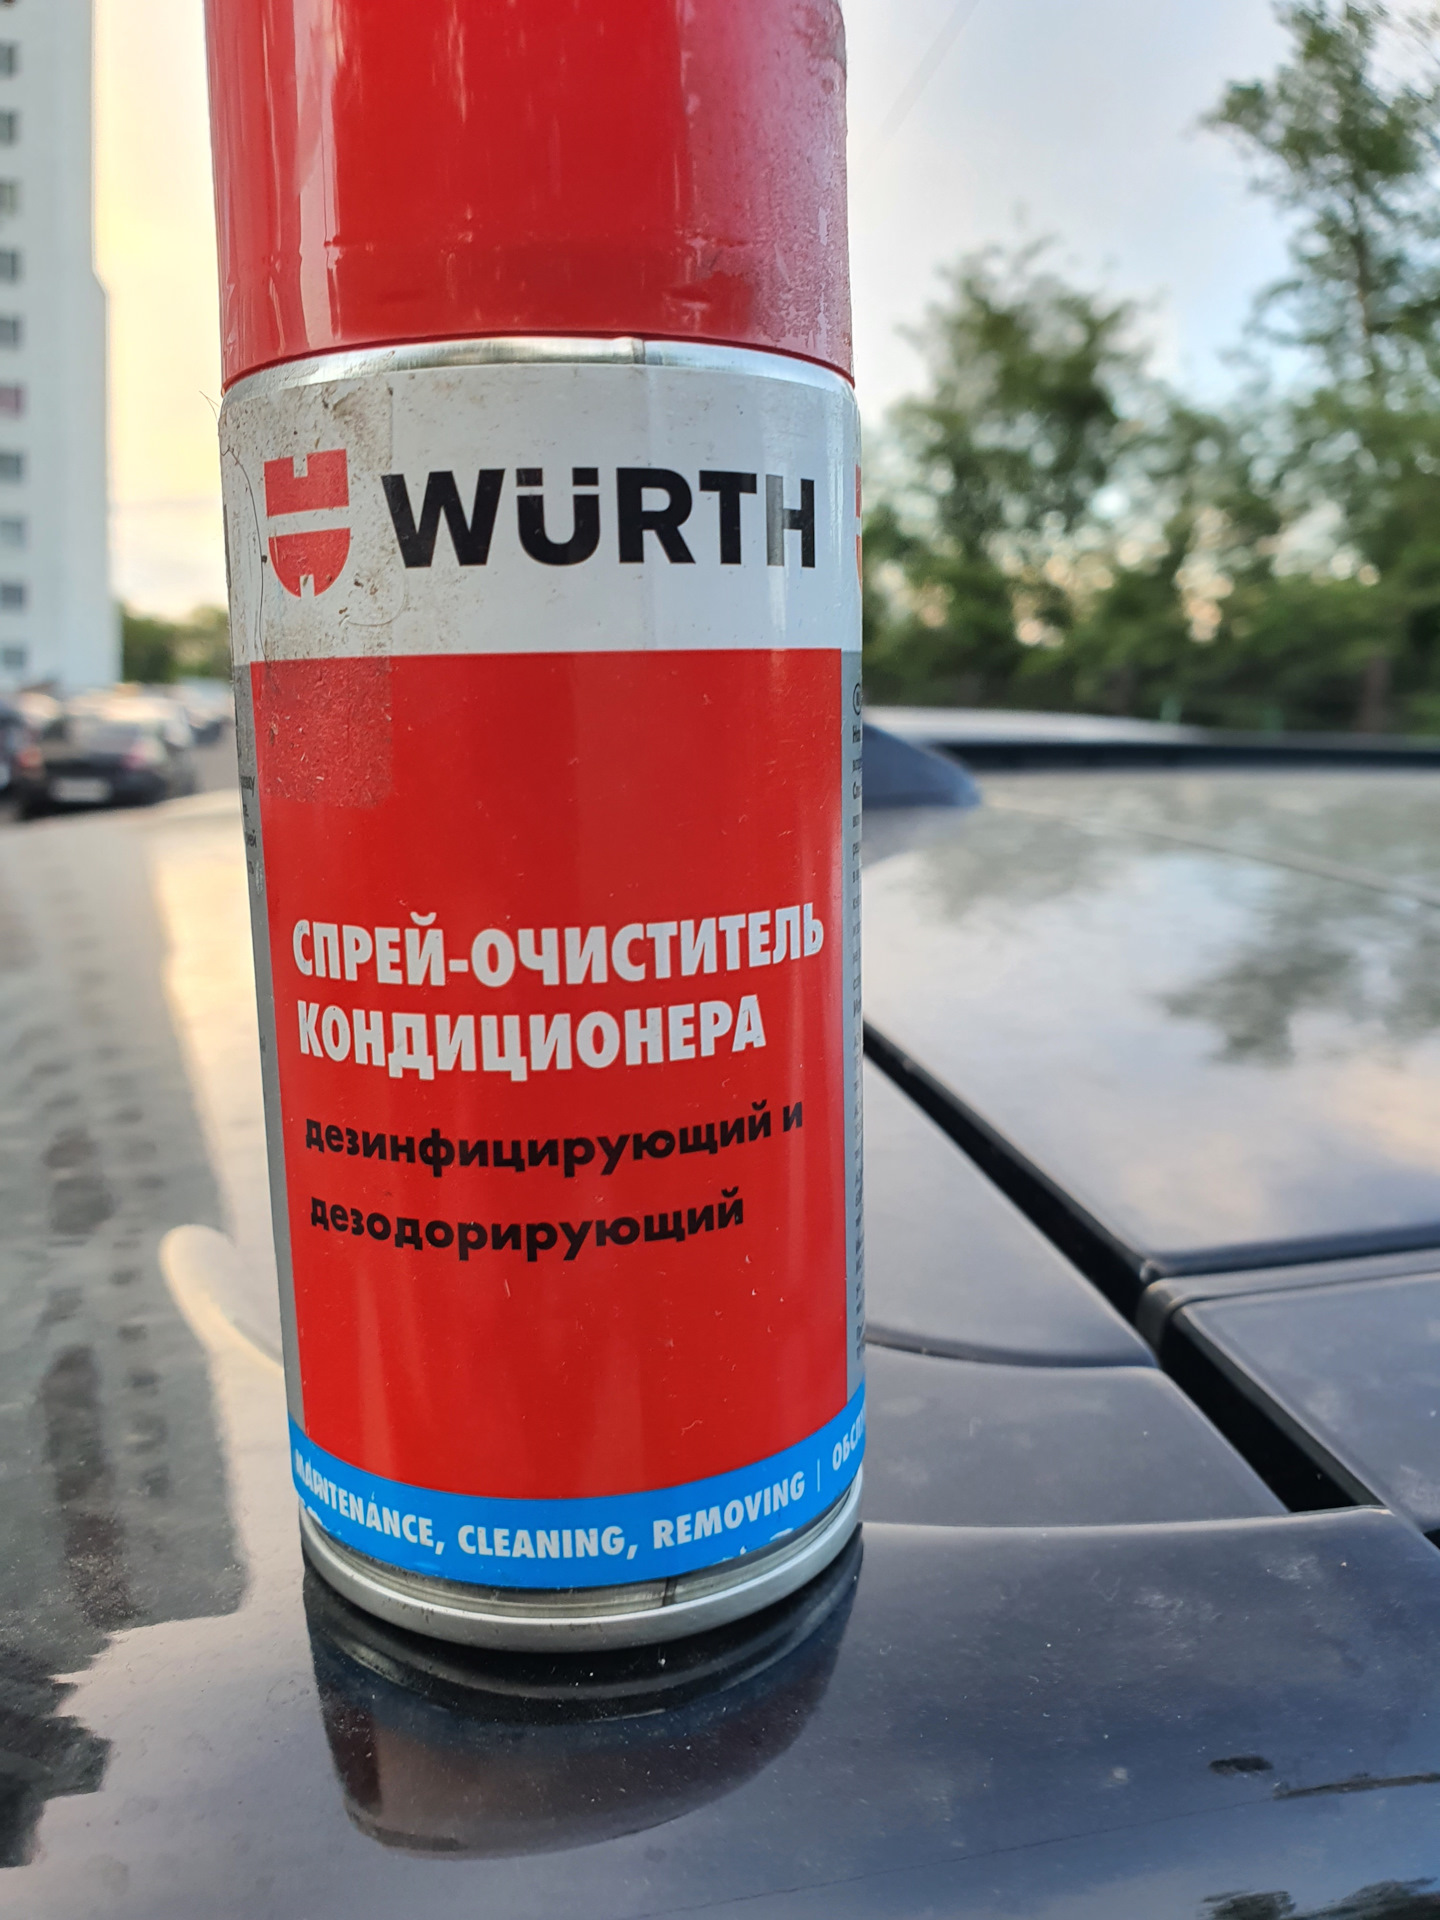 WÜRTH
СПРЕЙ-ОЧИСТИТЕЛЬ
КОНДИЦИОНЕРА
дезинфицирующий и
дезодорирующий
MAINTENANCE, CLEANING, REMOVING |